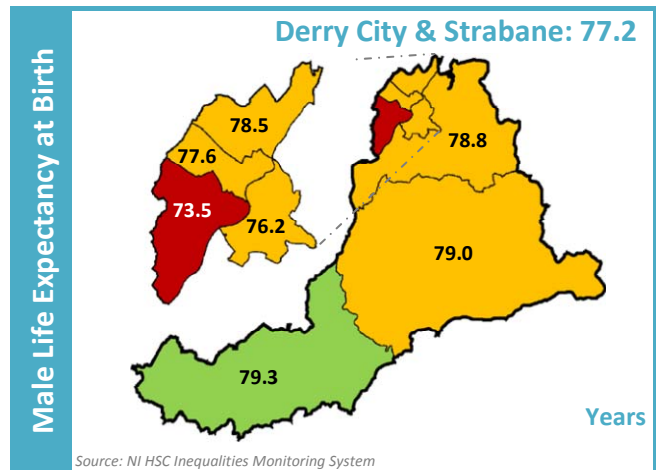 Male Life Expectancy at Birth
Derry City & Strabane: 77.2
78.5
77.6
78.8
73.5
76.2
79.0
79.3
Years
Source: NI HSC Inequalities Monitoring System